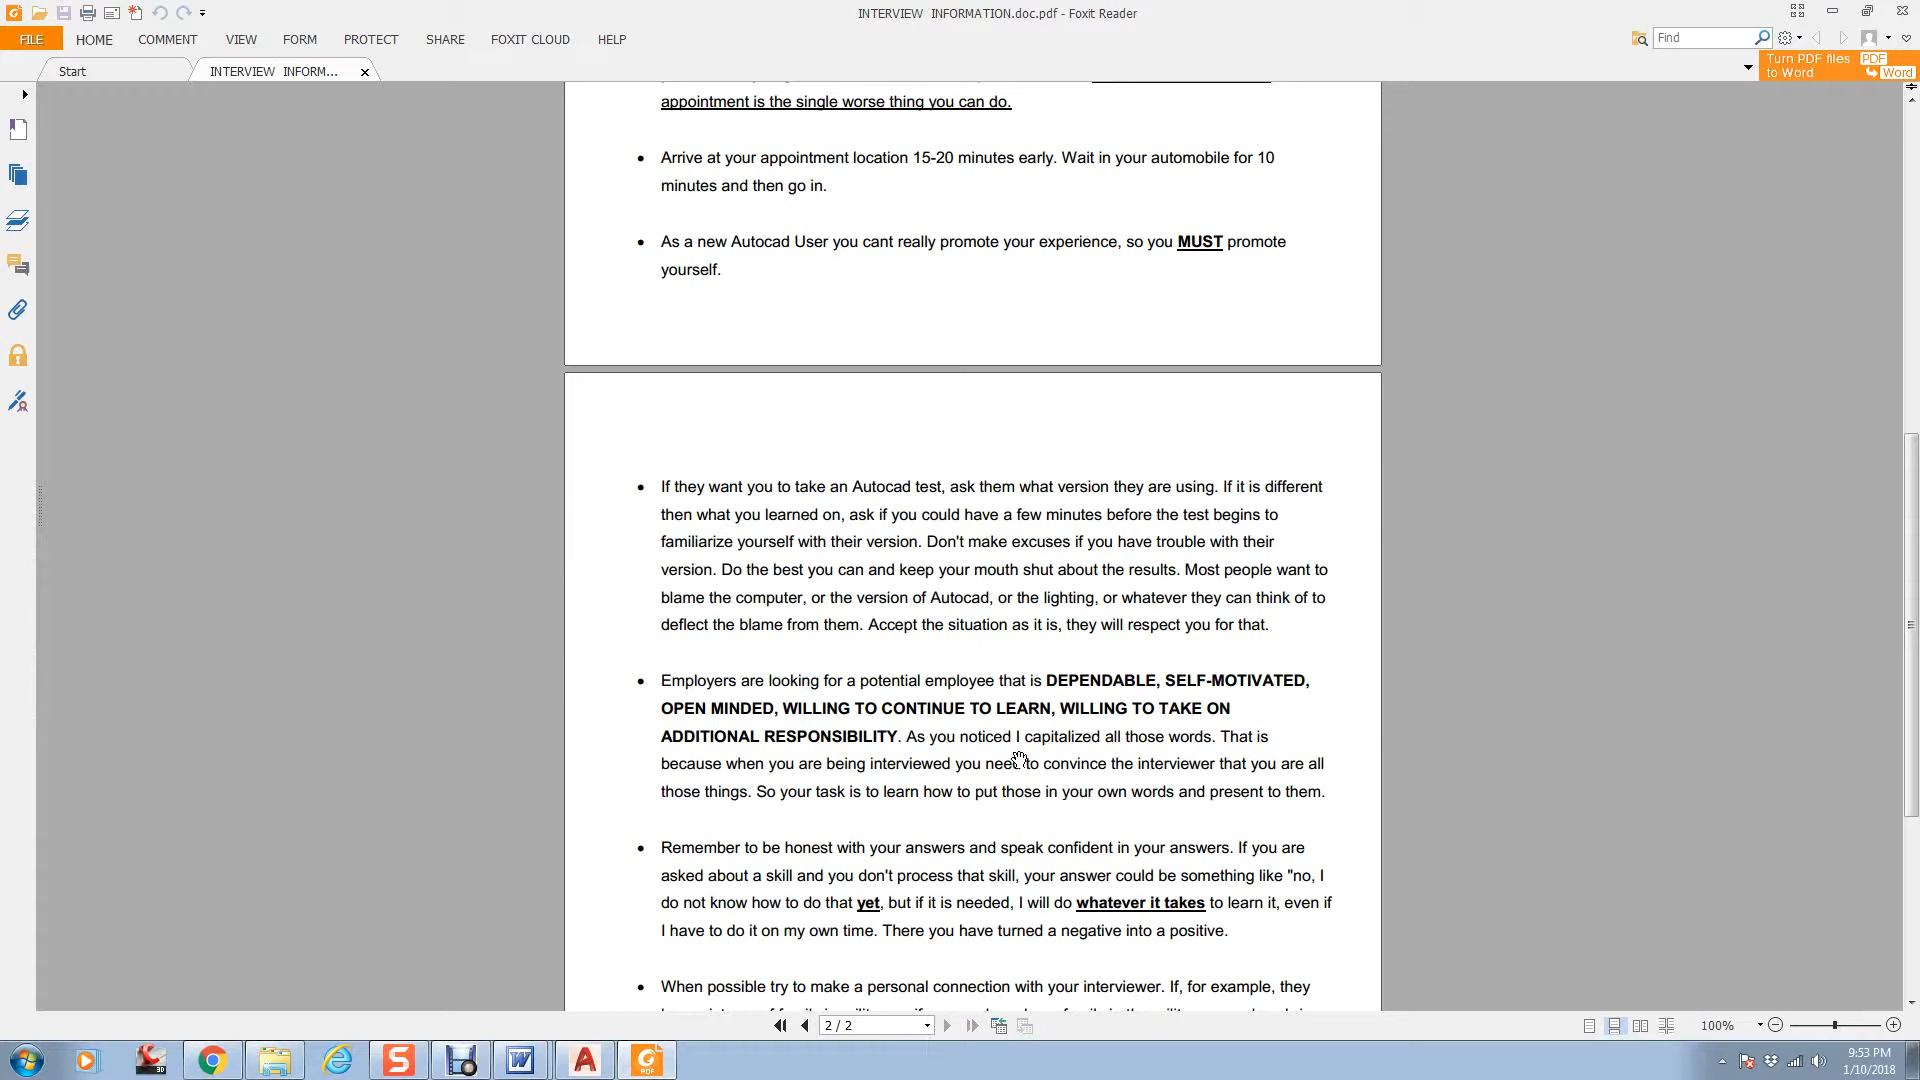 INTERVIEW INFORMATION.doc.pdf - Foxit Reader
FILE HOME COMMENT VIEW FORM PROTECT SHARE FOXIT CLOUD HELP
Find
Start
INTERVIEW INFORM...
Turn PDF files
to Word
PDF
Word
appointment is the single worse thing you can do.
• Arrive at your appointment location 15-20 minutes early. Wait in your automobile for 10
minutes and then go in.
• As a new Autocad User you cant really promote your experience, so you MUST promote
yourself.
• If they want you to take an Autocad test, ask them what version they are using. If it is different
then what you learned on, ask if you could have a few minutes before the test begins to
familiarize yourself with their version. Don't make excuses if you have trouble with their
version. Do the best you can and keep your mouth shut about the results. Most people want to
blame the computer, or the version of Autocad, or the lighting, or whatever they can think of to
deflect the blame from them. Accept the situation as it is, they will respect you for that.
• Employers are looking for a potential employee that is DEPENDABLE, SELF-MOTIVATED,
OPEN MINDED, WILLING TO CONTINUE TO LEARN, WILLING TO TAKE ON
ADDITIONAL RESPONSIBILITY. As you noticed I capitalized all those words. That is
because when you are being interviewed you need to convince the interviewer that you are all
those things. So your task is to learn how to put those in your own words and present to them.
• Remember to be honest with your answers and speak confident in your answers. If you are
asked about a skill and you don't process that skill, your answer could be something like "no, I
do not know how to do that yet, but if it is needed, I will do whatever it takes to learn it, even if
I have to do it on my own time. There you have turned a negative into a positive.
• When possible try to make a personal connection with your interviewer. If, for example, they
2 / 2
100%
9:53 PM
1/10/2018